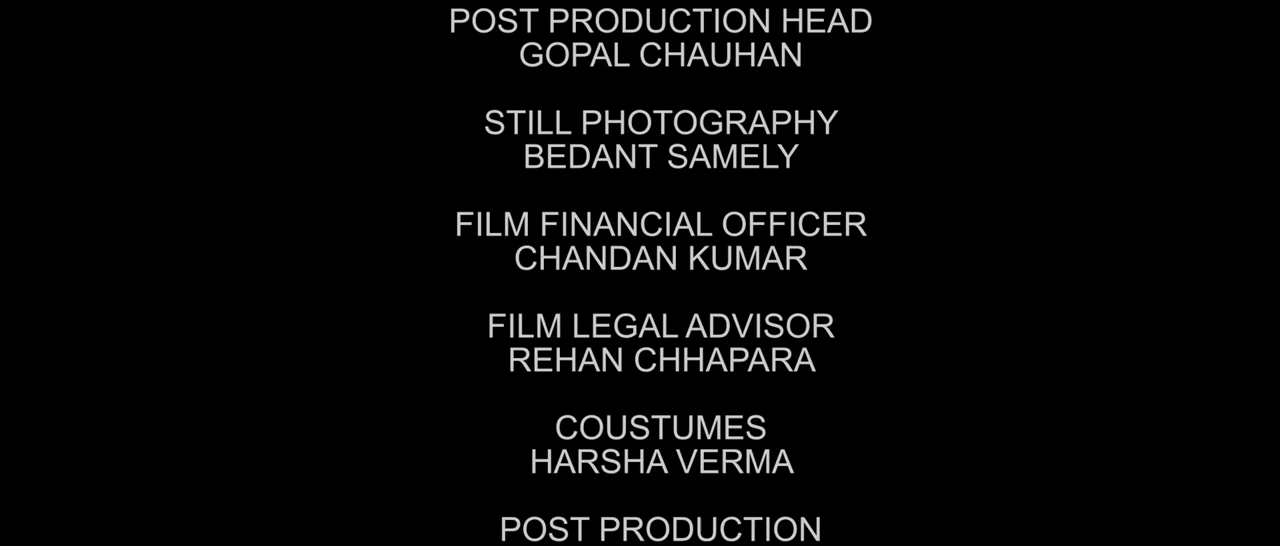 POST PRODUCTION HEAD
GOPAL CHAUHAN
STILL PHOTOGRAPHY
BEDANT SAMELY
FILM FINANCIAL OFFICER
CHANDAN KUMAR
FILM LEGAL ADVISOR
REHAN CHHAPARA
COUSTUMES
HARSHA VERMA
POST PRODUCTION